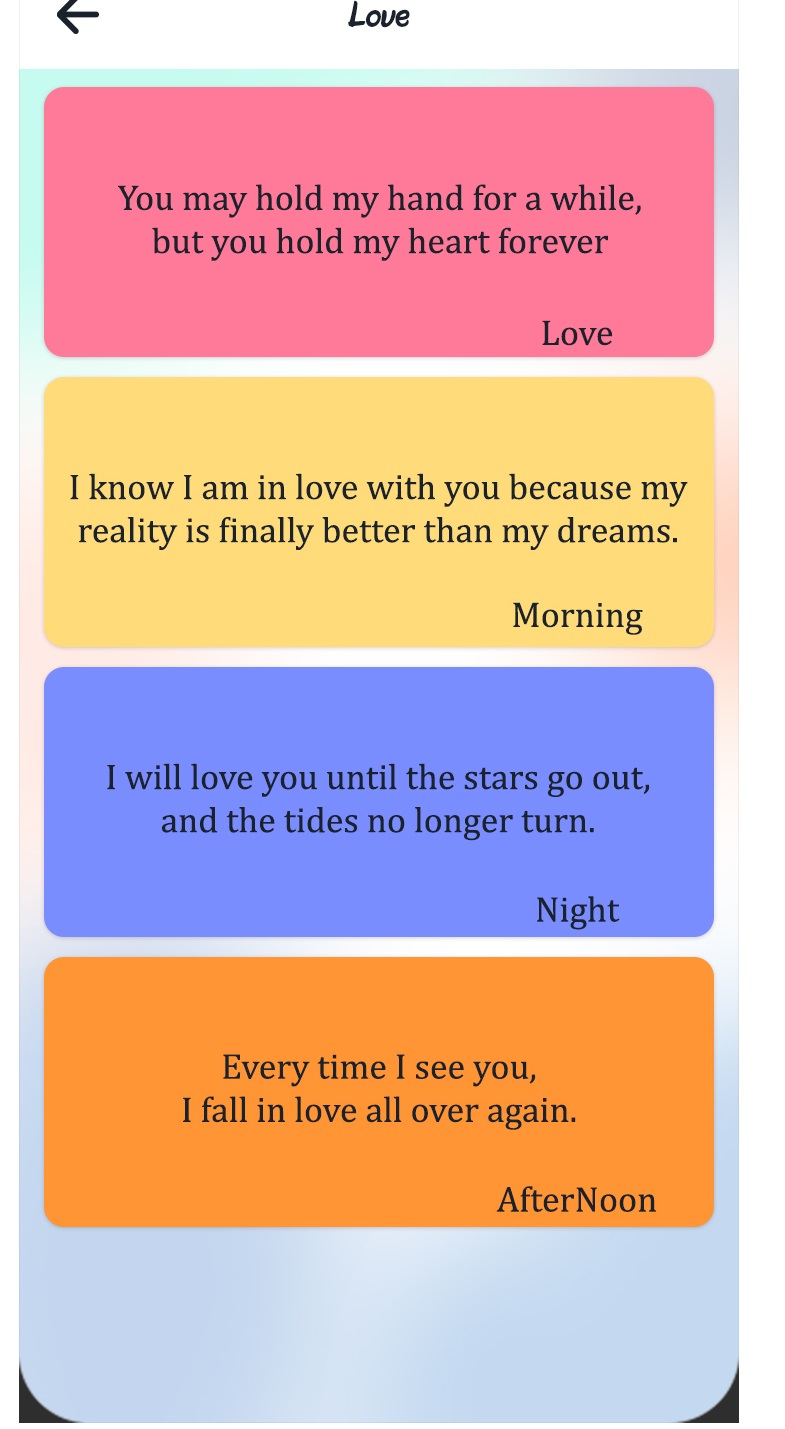 Love
You may hold my hand for a while,
but you hold my heart forever
Love
I know I am in love with you because my
reality is finally better than my dreams.
Morning
I will love you until the stars go out,
and the tides no longer turn.
Night
Every time I see you,
I fall in love all over again.
AfterNoon